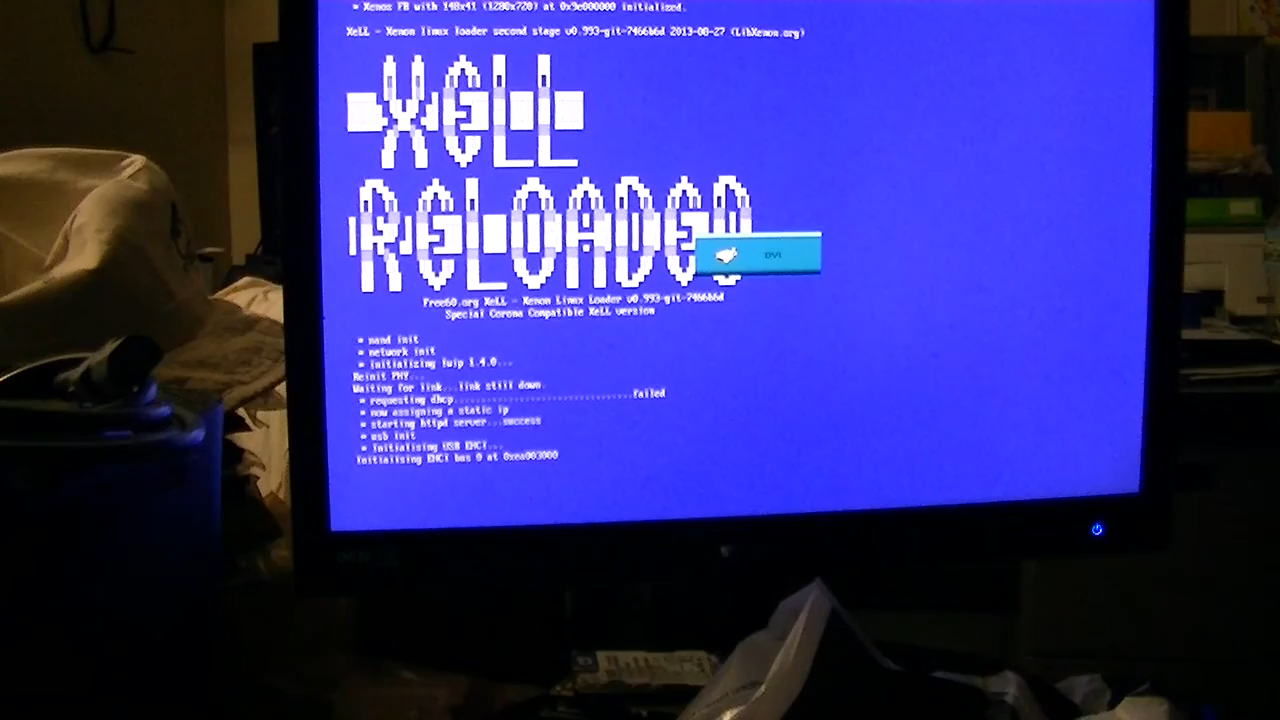 * Xenos FB with 148x41 (1280x720) at 0x9e000000 initialized.
XeLL - Xenon linux loader second stage v0.993-git-7466b6d 2013-08-27 (LibXenon.org)
XeLL
ReLOADeD
DVI
Free60.org XeLL - Xenon Linux Loader v0.993-git-7466b6d
Special Corona Compatible XeLL version
* nand init
* network init
* initializing lwip 1.4.0...
Reinit PHY...
Waiting for link...link still down.
* requesting dhcp..................................failed
* now assigning a static ip
* starting httpd server...success
* usb init
* Initialising USB EHCI...
Initialising EHCI bus 0 at 0xea003000